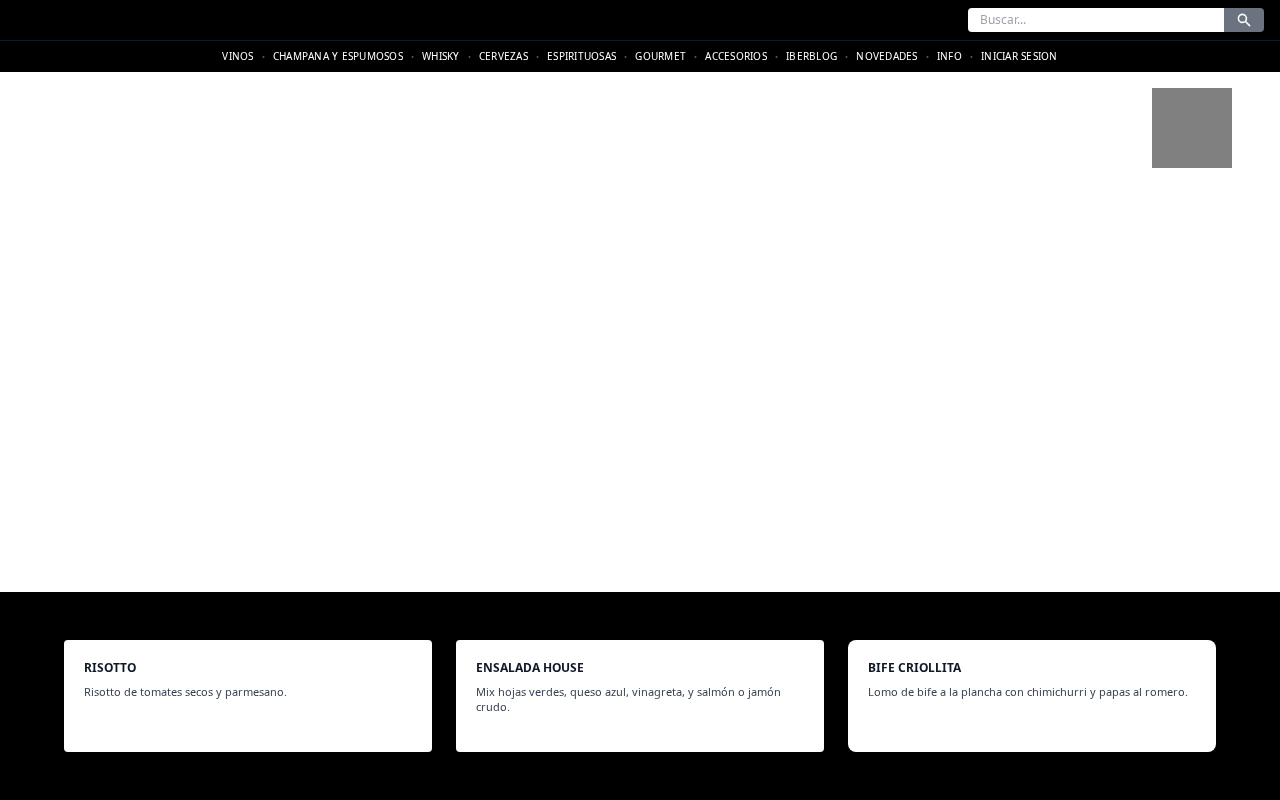 Buscar...
VINOS · CHAMPANA Y ESPUMOSOS · WHISKY · CERVEZAS · ESPIRITUOSAS · GOURMET · ACCESORIOS · IBERBLOG · NOVEDADES · INFO · INICIAR SESION
RISOTTO
Risotto de tomates secos y parmesano.
ENSALADA HOUSE
Mix hojas verdes, queso azul, vinagreta, y salmón o jamón
crudo.
BIFE CRIOLLITA
Lomo de bife a la plancha con chimichurri y papas al romero.